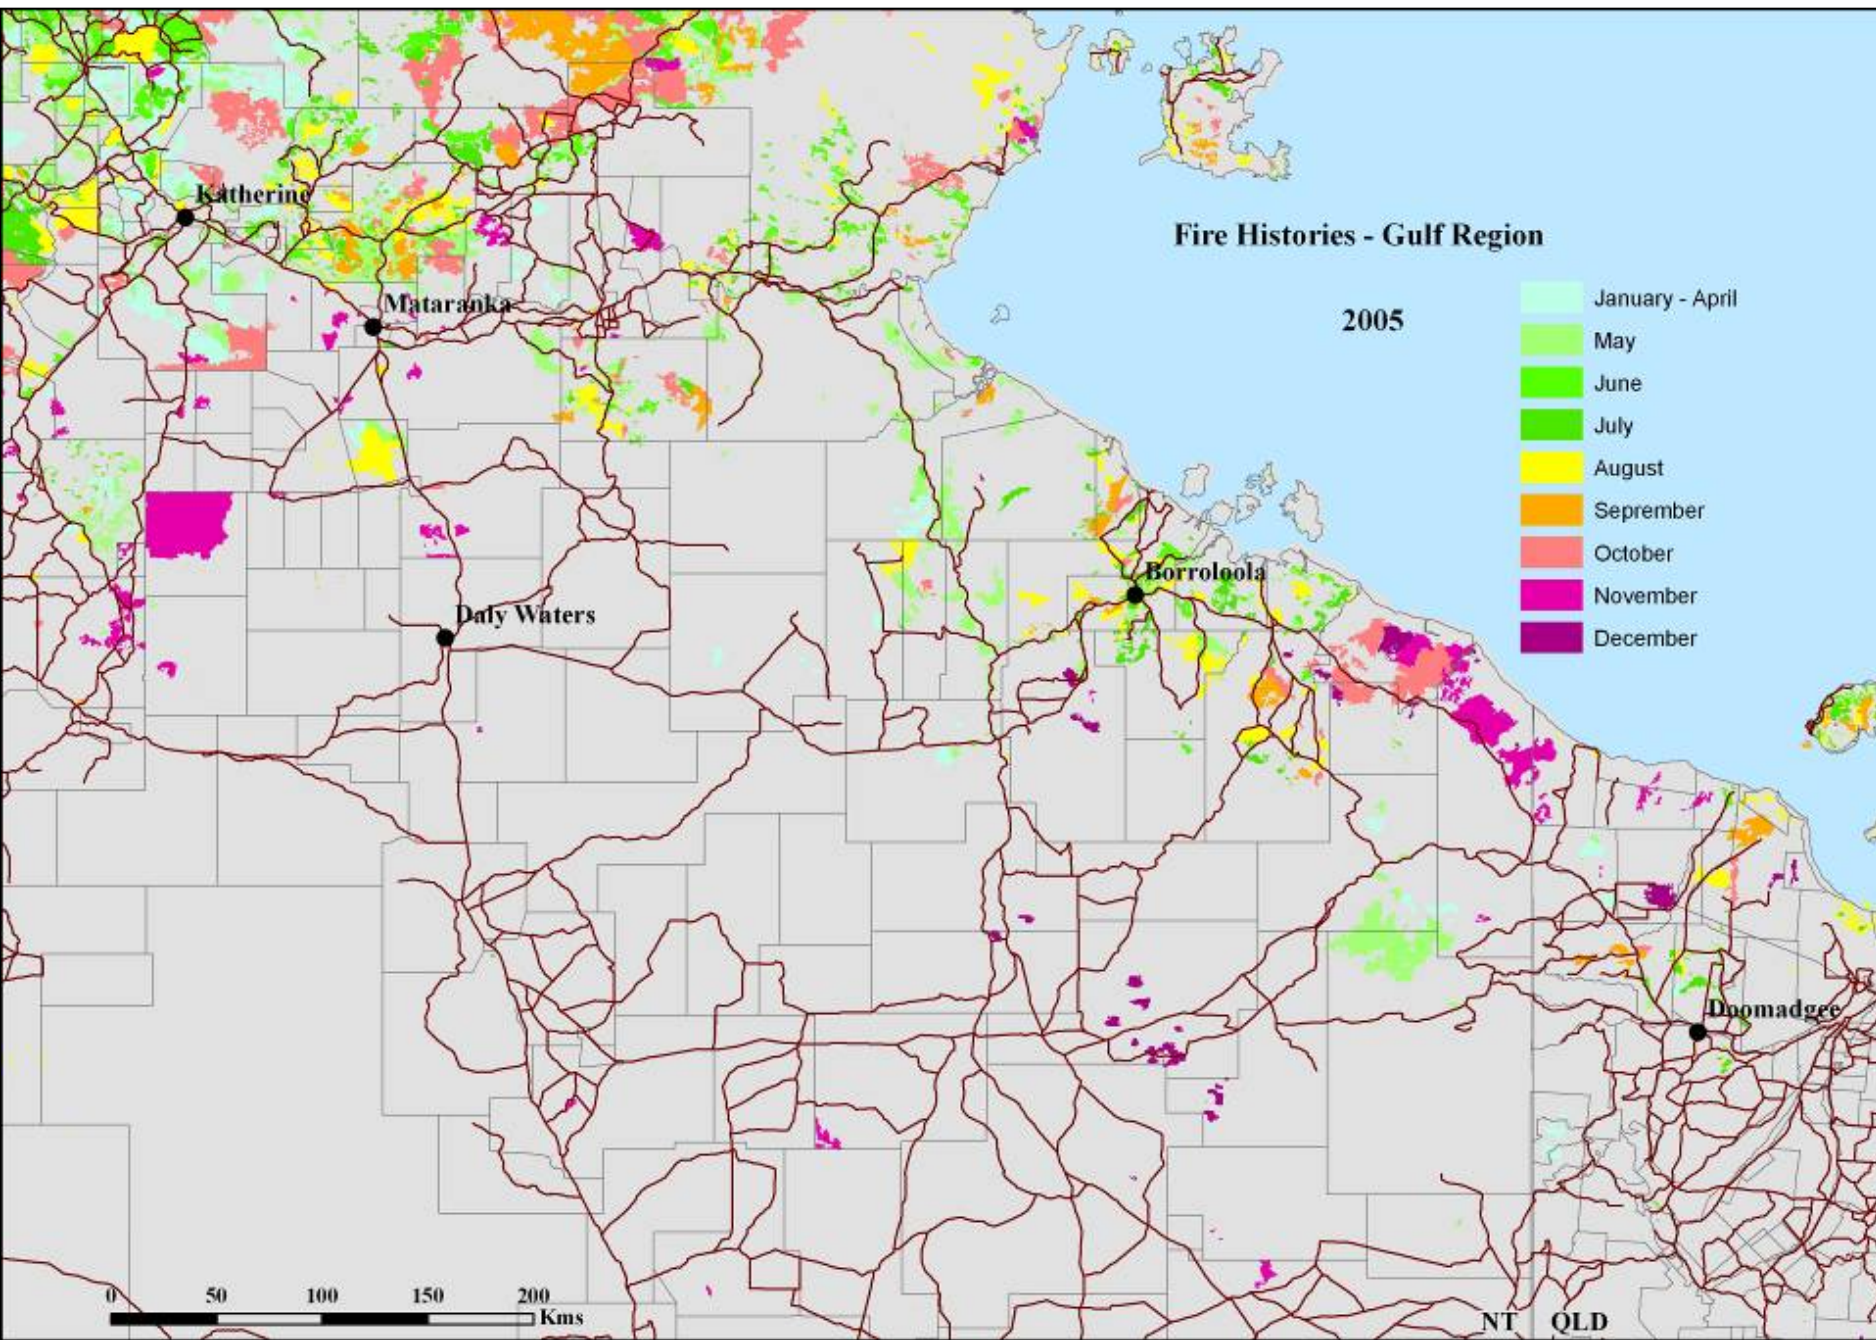 Katherine
Fire Histories - Gulf Region
Mataranka
2005
January - April
May
June
July
August
Seprember
October
November
December
Borroloola
Daly Waters
Doomadgee
0 50 100 150 200
Kms
NT QLD